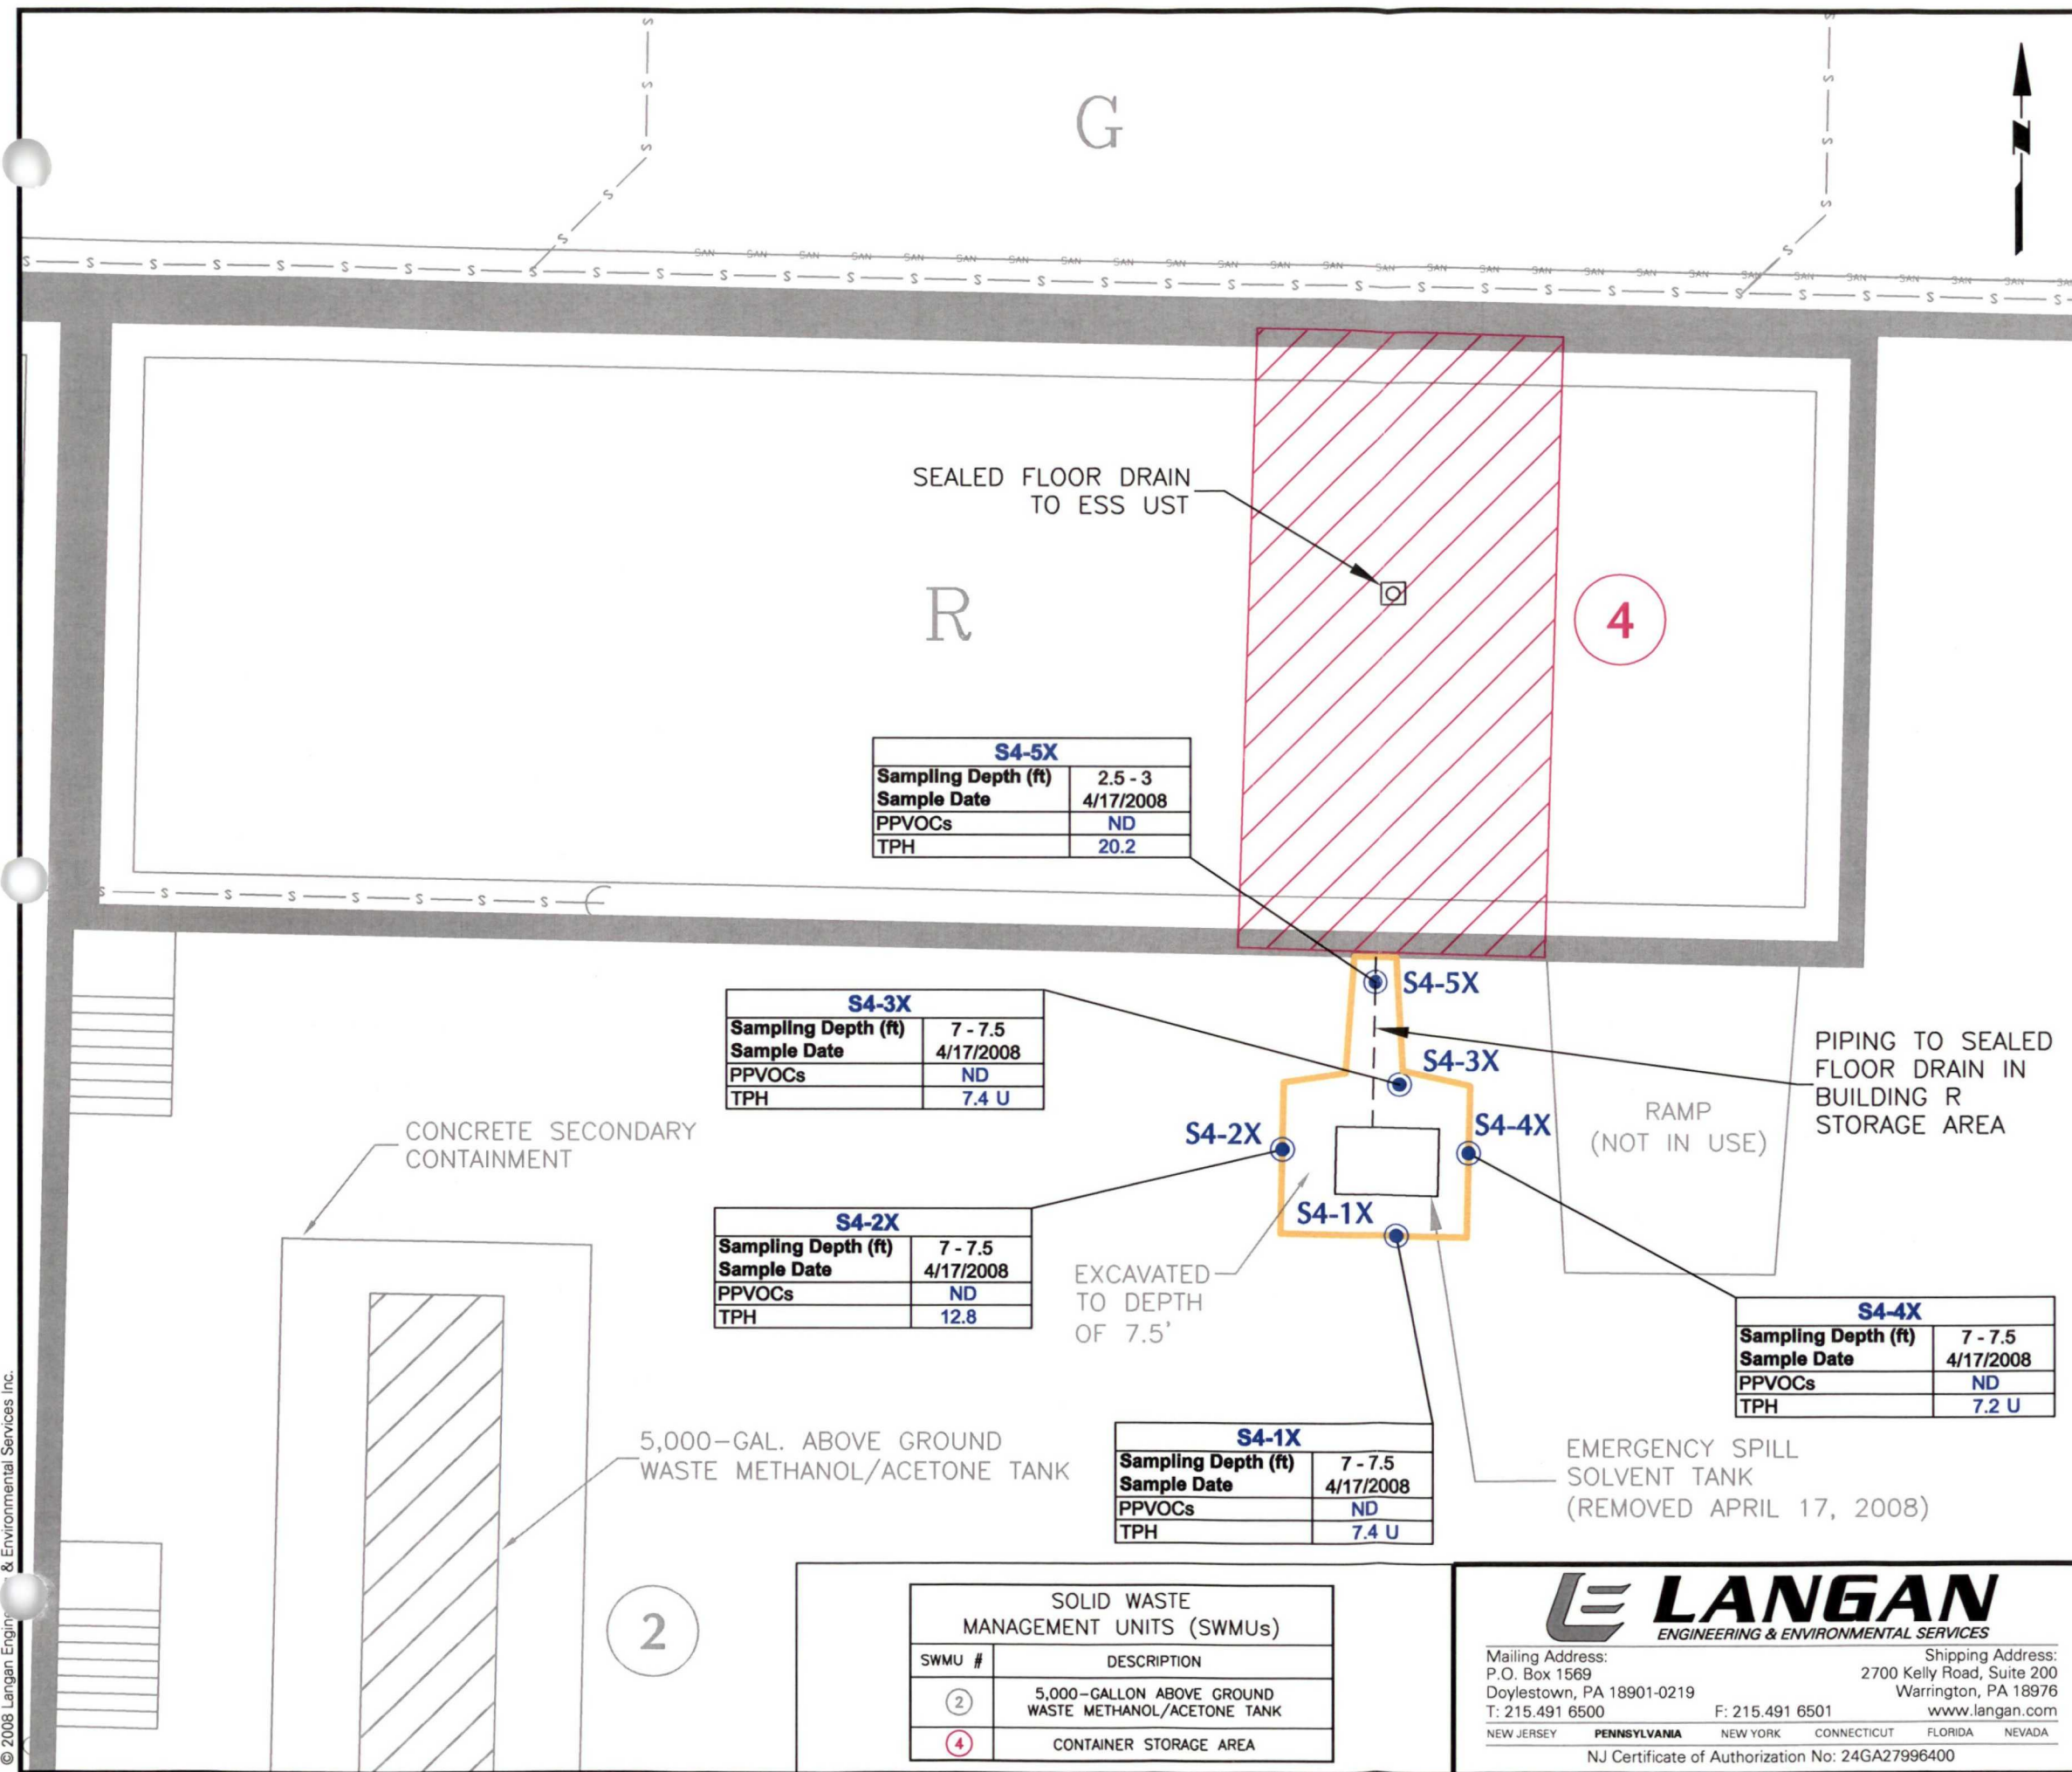 G
N
SEALED FLOOR DRAIN
TO ESS UST
R
4
S4-5X
Sampling Depth (ft) 2.5 - 3
Sample Date 4/17/2008
PPVOCs ND
TPH 20.2
S4-5X
S4-3X
Sampling Depth (ft) 7 - 7.5
Sample Date 4/17/2008
PPVOCs ND
TPH 7.4 U
S4-3X
PIPING TO SEALED
FLOOR DRAIN IN
BUILDING R
STORAGE AREA
RAMP
(NOT IN USE)
CONCRETE SECONDARY
CONTAINMENT
S4-2X
S4-4X
S4-1X
S4-2X
Sampling Depth (ft) 7 - 7.5
Sample Date 4/17/2008
PPVOCs ND
TPH 12.8
EXCAVATED
TO DEPTH
OF 7.5'
S4-4X
Sampling Depth (ft) 7 - 7.5
Sample Date 4/17/2008
PPVOCs ND
TPH 7.2 U
5,000-GAL. ABOVE GROUND
WASTE METHANOL/ACETONE TANK
S4-1X
Sampling Depth (ft) 7 - 7.5
Sample Date 4/17/2008
PPVOCs ND
TPH 7.4 U
EMERGENCY SPILL
SOLVENT TANK
(REMOVED APRIL 17, 2008)
2
SOLID WASTE
MANAGEMENT UNITS (SWMUs)
SWMU # DESCRIPTION
2 5,000-GALLON ABOVE GROUND
WASTE METHANOL/ACETONE TANK
4 CONTAINER STORAGE AREA
LANGAN
ENGINEERING & ENVIRONMENTAL SERVICES
Mailing Address: Shipping Address:
P.O. Box 1569 2700 Kelly Road, Suite 200
Doylestown, PA 18901-0219 Warrington, PA 18976
T: 215.491 6500 F: 215.491 6501 www.langan.com
NEW JERSEY PENNSYLVANIA NEW YORK CONNECTICUT FLORIDA NEVADA
NJ Certificate of Authorization No: 24GA27996400
© 2008 Langan Engine & Environmental Services Inc.